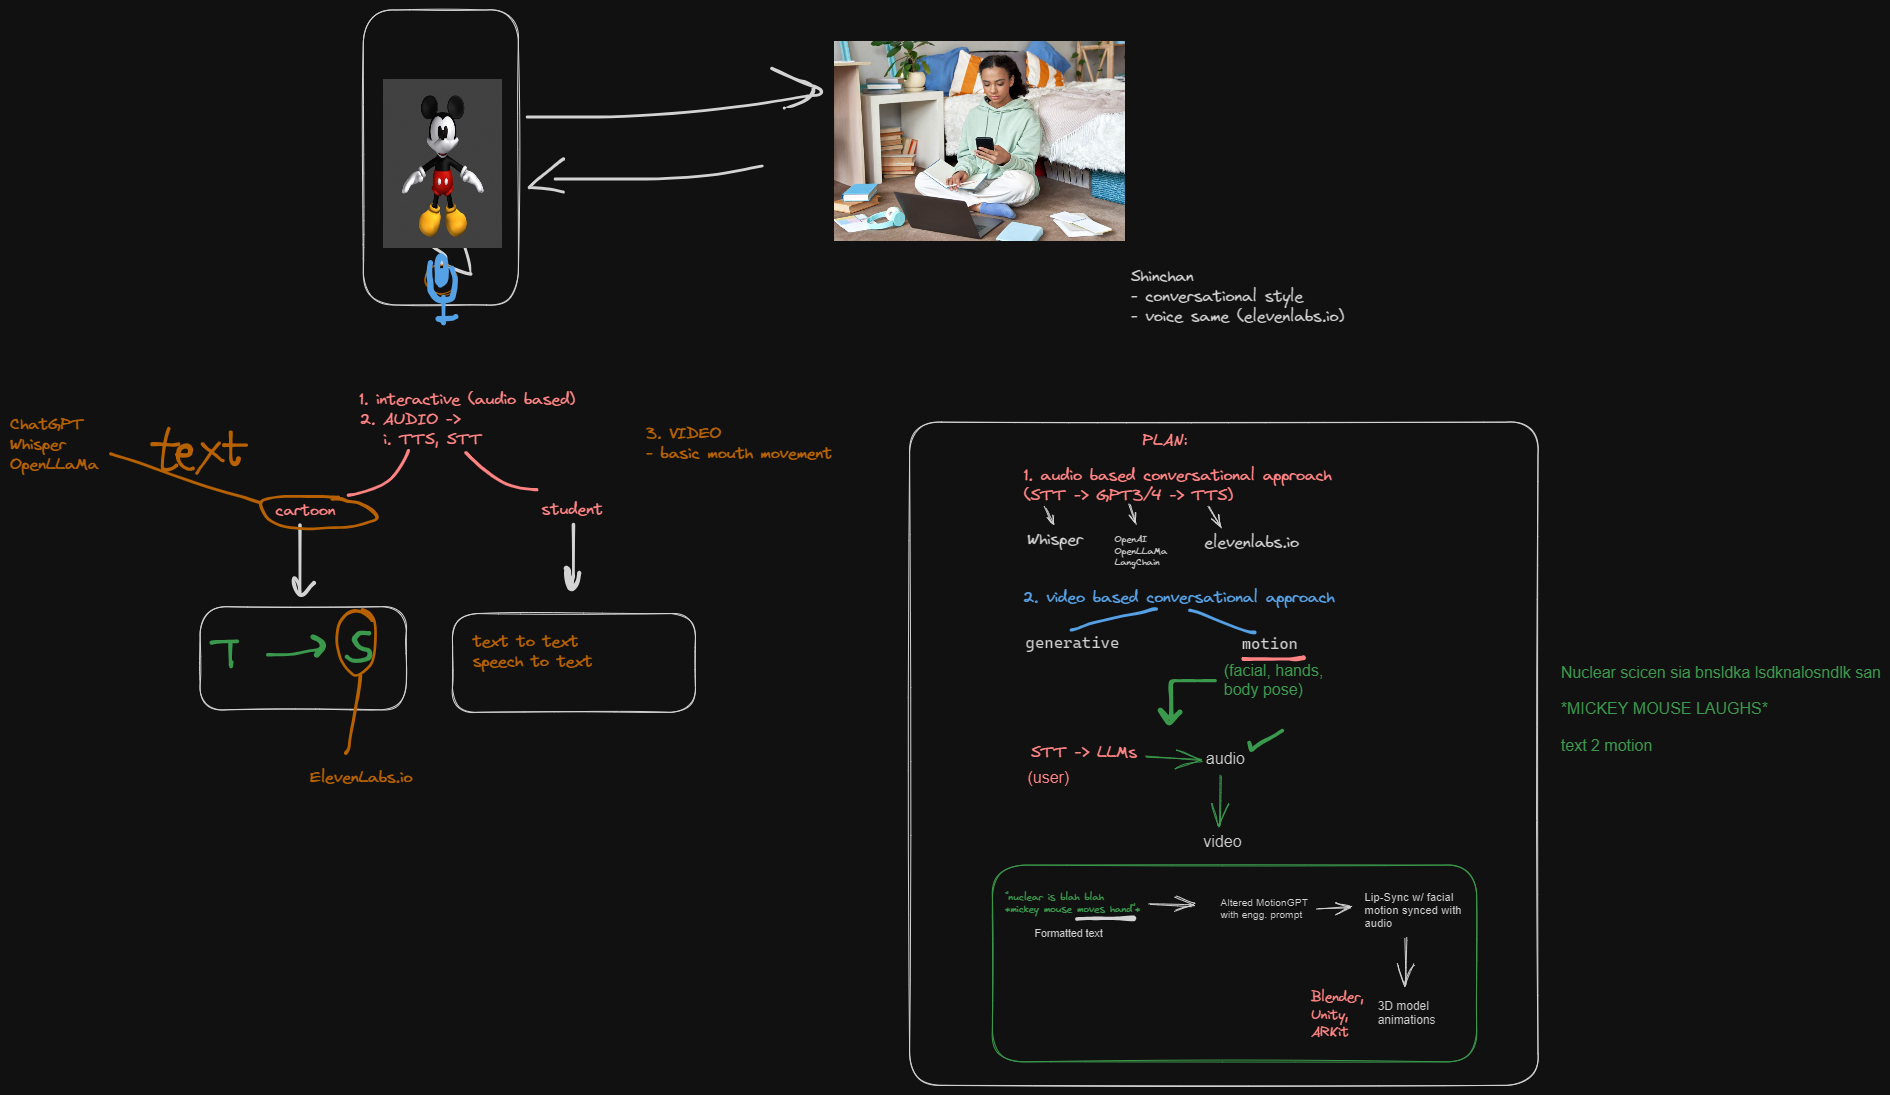 Shinchan
- conversational style
- voice same (elevenlabs.io)
1. interactive (audio based)
2. AUDIO ->
i. TTS, STT
ChatGPT
Whisper
OpenLLaMa
text
3. VIDEO
- basic mouth movement
cartoon
student
T
S
text to text
speech to text
ElevenLabs.io
PLAN:
1. audio based conversational approach
(STT -> GPT3/4 -> TTS)
Whisper
OpenAI
OpenLLaMa
LangChain
elevenlabs.io
2. video based conversational approach
generative
motion
(facial, hands,
body pose)
STT -> LLMs
(user)
audio
video
"nuclear is blah blah
*mickey mouse moves hand"*
Formatted text
Altered MotionGPT
with engg. prompt
Lip-Sync w/ facial
motion synced with
audio
Blender,
Unity,
ARKit
3D model
animations
Nuclear scicen sia bnsldka lsdknalosndlk san
*MICKEY MOUSE LAUGHS*
text 2 motion